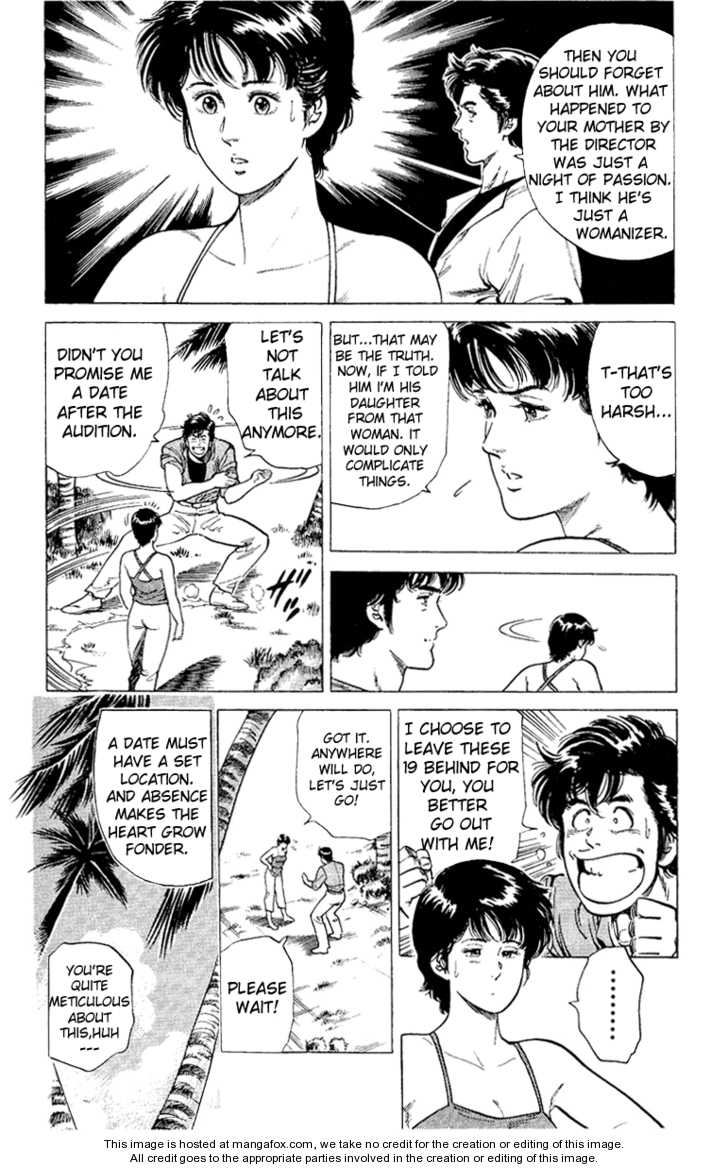 THEN YOU
SHOULD FORGET
ABOUT HIM. WHAT
HAPPENED TO
YOUR MOTHER BY
THE DIRECTOR
WAS JUST A
NIGHT OF PASSION.
I THINK HE'S
JUST A
WOMANIZER.
T-THAT'S
TOO
HARSH...
BUT...THAT MAY
BE THE TRUTH.
NOW, IF I TOLD
HIM I'M HIS
DAUGHTER
FROM THAT
WOMAN. IT
WOULD ONLY
COMPLICATE
THINGS.
LET'S
NOT
TALK
ABOUT
THIS
ANYMORE.
DIDN'T YOU
PROMISE ME
A DATE
AFTER THE
AUDITION.
ババッ
I CHOOSE TO
LEAVE THESE
19 BEHIND FOR
YOU, YOU
BETTER
GO OUT
WITH ME!
........
GOT IT.
ANYWHERE
WILL DO,
LET'S JUST
GO!
PLEASE
WAIT!
A DATE MUST
HAVE A SET
LOCATION.
AND ABSENCE
MAKES THE
HEART GROW
FONDER.
YOU'RE
QUITE
METICULOUS
ABOUT
THIS,HUH
---
This image is hosted at mangafox.com, we take no credit for the creation or editing of this image.
All credit goes to the appropriate parties involved in the creation or editing of this image.